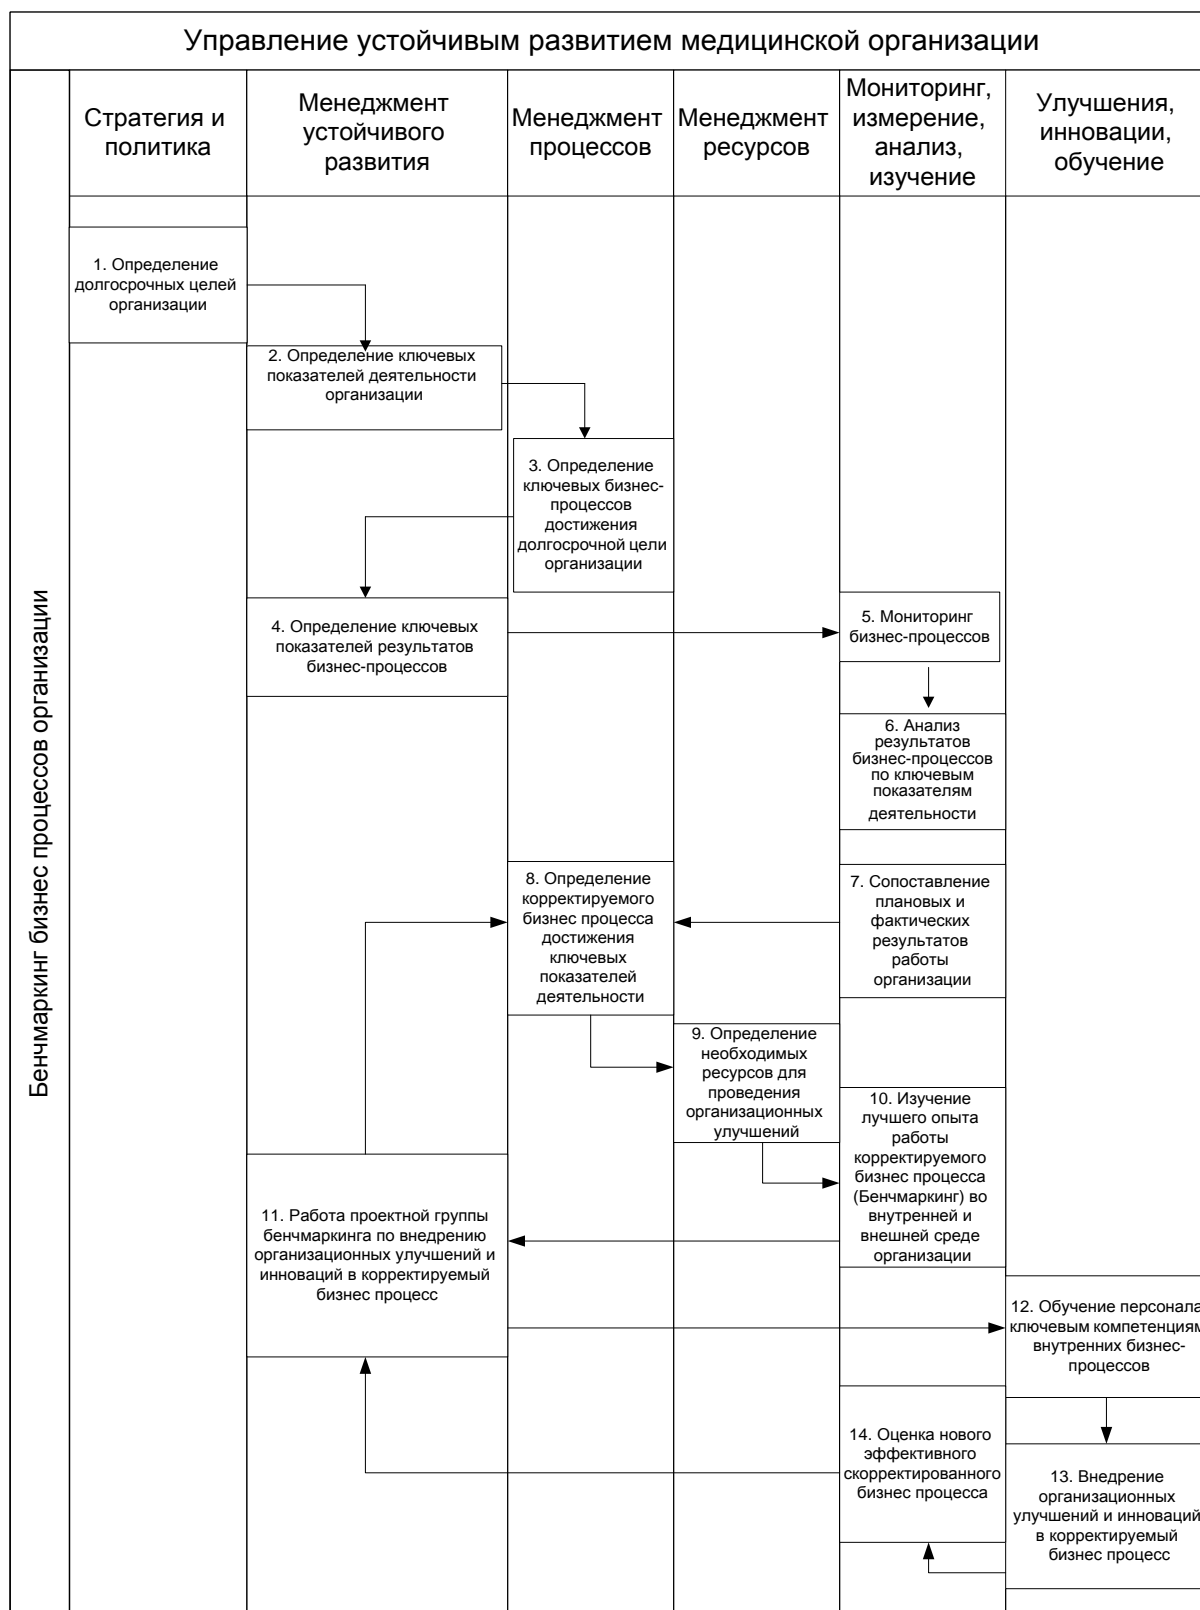 Управление устойчивым развитием медицинской организации
Бенчмаркинг бизнес процессов организации
Стратегия и
политика
Менеджмент
устойчивого
развития
Менеджмент
процессов
Менеджмент
ресурсов
Мониторинг,
измерение,
анализ,
изучение
Улучшения,
инновации,
обучение
1. Определение
долгосрочных целей
организации
2. Определение ключевых
показателей деятельности
организации
3. Определение
ключевых бизнес-
процессов
достижения
долгосрочной цели
организации
4. Определение ключевых
показателей результатов
бизнес-процессов
5. Мониторинг
бизнес-процессов
6. Анализ
результатов
бизнес-процессов
по ключевым
показателям
деятельности
7. Сопоставление
плановых и
фактических
результатов
работы
организации
8. Определение
корректируемого
бизнес процесса
достижения
ключевых
показателей
деятельности
9. Определение
необходимых
ресурсов для
проведения
организационных
улучшений
10. Изучение
лучшего опыта
работы
корректируемого
бизнес процесса
(Бенчмаркинг) во
внутренней и
внешней среде
организации
11. Работа проектной группы
бенчмаркинга по внедрению
организационных улучшений и
инноваций в корректируемый
бизнес процесс
12. Обучение персонала
ключевым компетенциям
внутренних бизнес-
процессов
13. Внедрение
организационных
улучшений и инноваций
в корректируемый
бизнес процесс
14. Оценка нового
эффективного
скорректированного
бизнес процесса